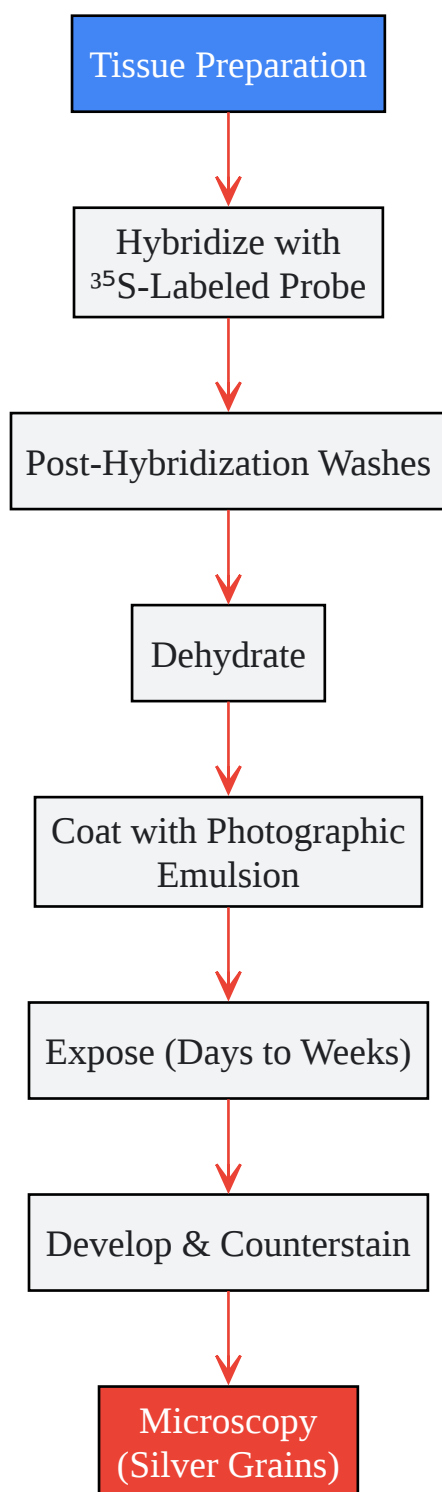 Tissue Preparation
Hybridize with
³⁵S-Labeled Probe
Post-Hybridization Washes
Dehydrate
Coat with Photographic
Emulsion
Expose (Days to Weeks)
Develop & Counterstain
Microscopy
(Silver Grains)